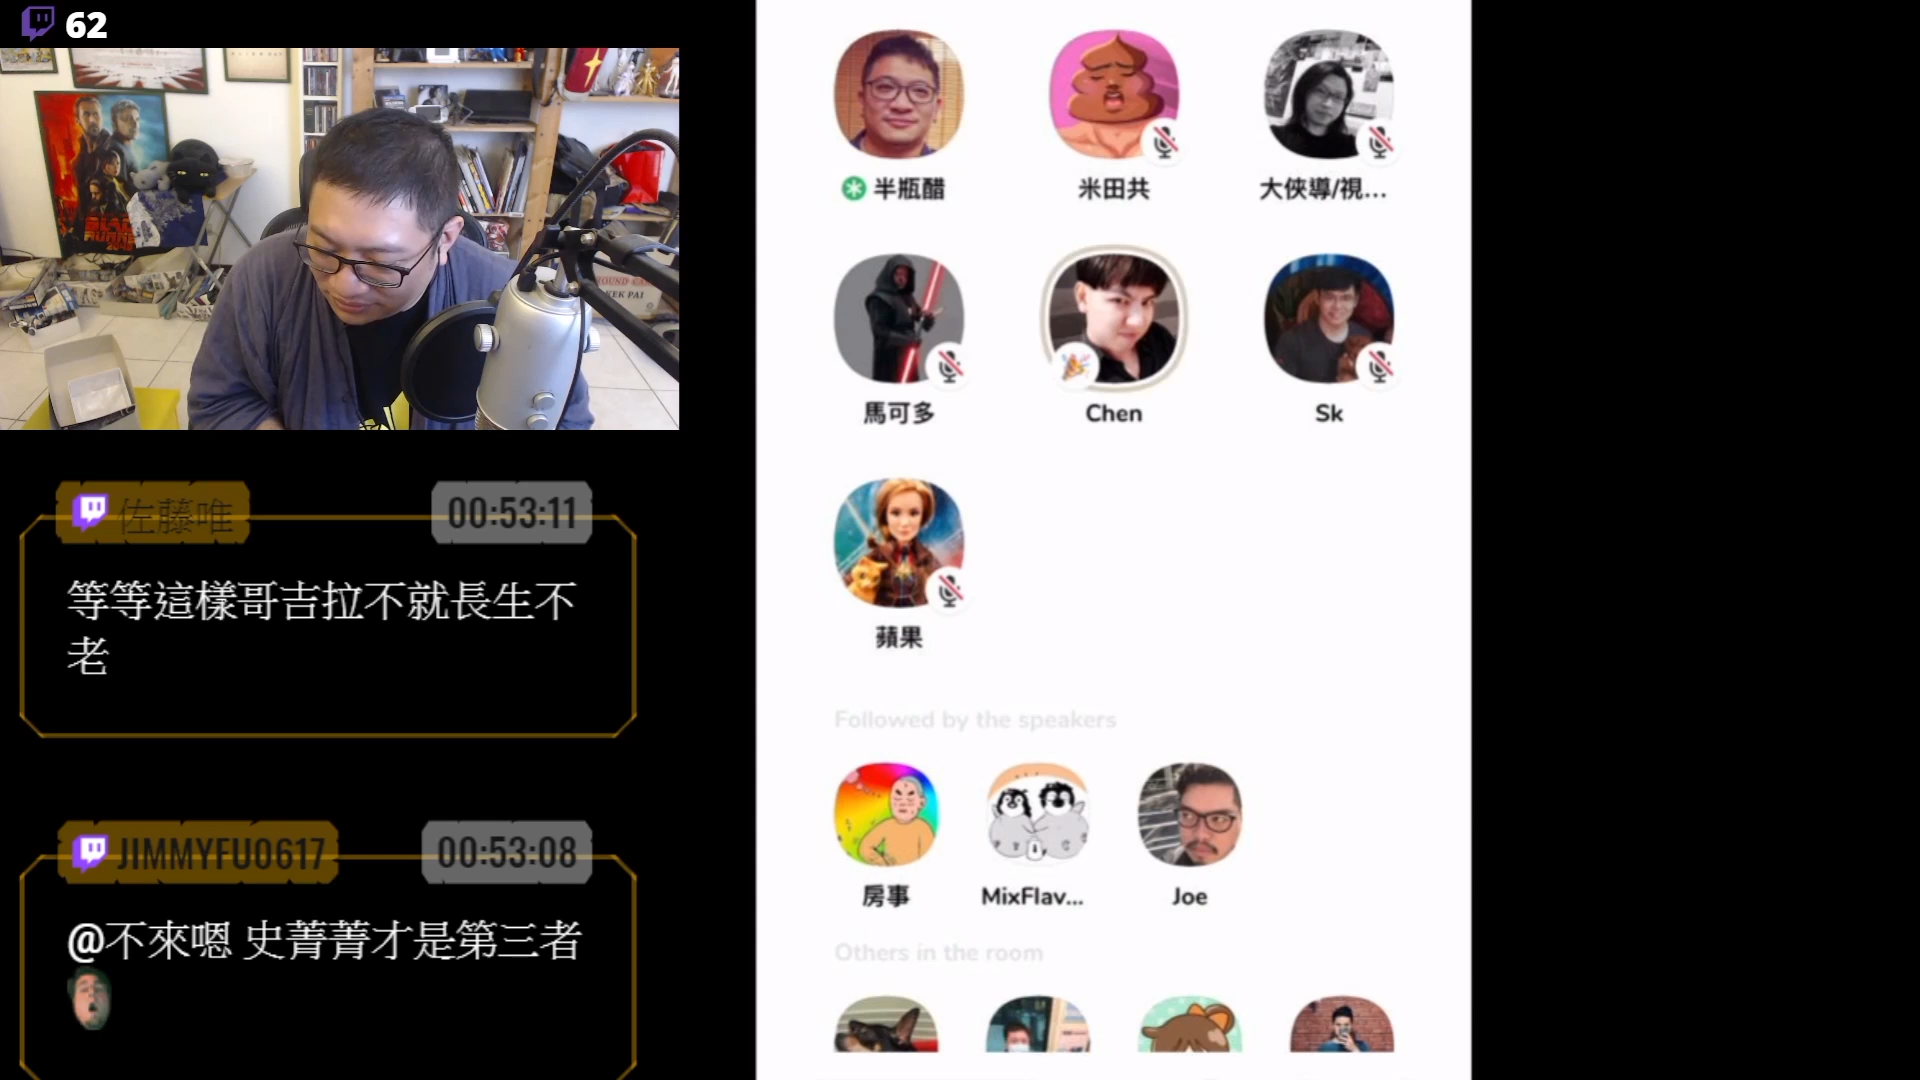 62
BLADE
RUNNER
半瓶醋
米田共
大俠導/視...
馬可多
Chen
Sk
蘋果
Followed by the speakers
房事
MixFlav...
Joe
Others in the room
佐藤唯
00:53:11
等等這樣哥吉拉不就長生不
老
JIMMYFU0617
00:53:08
@不來嗯 史菁菁才是第三者